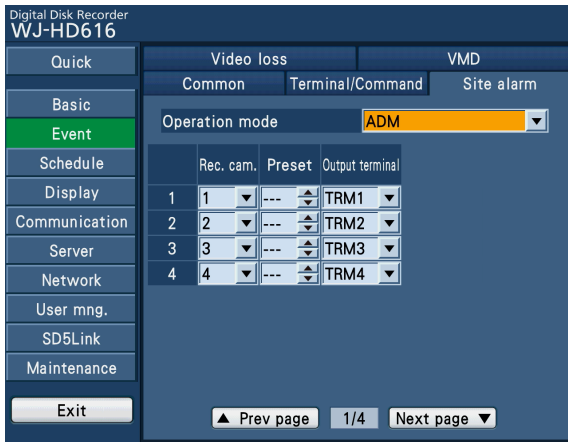 Digital Disk Recorder
WJ-HD616
Quick
Basic
Event
Schedule
Display
Communication
Server
Network
User mng.
SD5Link
Maintenance
Exit
Video loss VMD
Common Terminal/Command Site alarm
Operation mode ADM ▼
Rec. cam. Preset Output terminal
1 1 ▼ --- TRM1 ▼
2 2 ▼ --- TRM2 ▼
3 3 ▼ --- TRM3 ▼
4 4 ▼ --- TRM4 ▼
▲ Prev page 1/4 Next page ▼